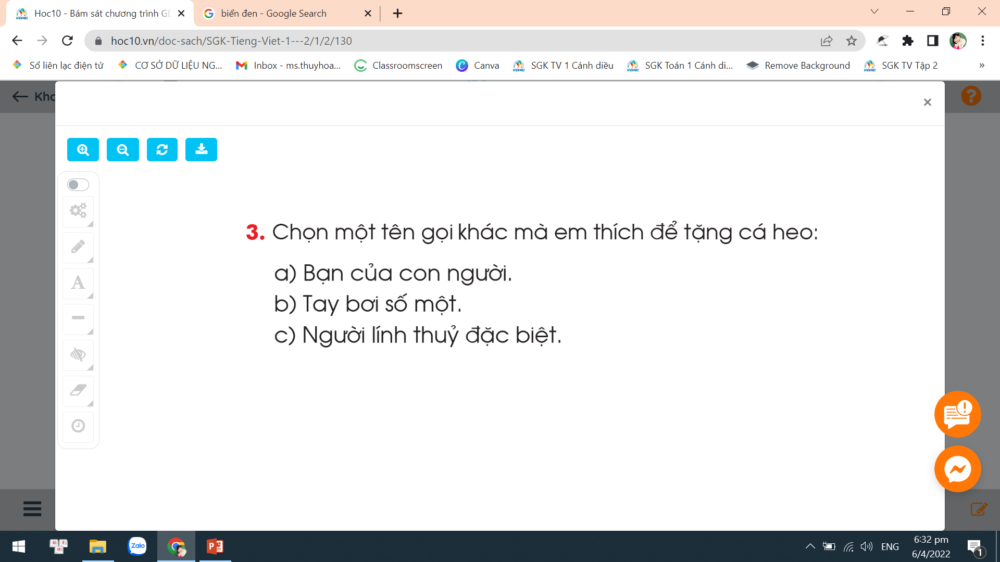 Hoc10 - Bám sát chương trình GD
biển đen - Google Search
hoc10.vn/doc-sach/SGK-Tieng-Viet-1---2/1/2/130
Sổ liên lạc điện tử
CƠ SỞ DỮ LIỆU NG...
Inbox - ms.thuyhoa...
Classroomscreen
Canva
SGK TV 1 Cánh diều
SGK Toán 1 Cánh di...
Remove Background
SGK TV Tập 2
3. Chọn một tên gọi khác mà em thích để tặng cá heo:
a) Bạn của con người.
b) Tay bơi số một.
c) Người lính thuỷ đặc biệt.
Zalo
ENG
6:32 pm
6/4/2022
1